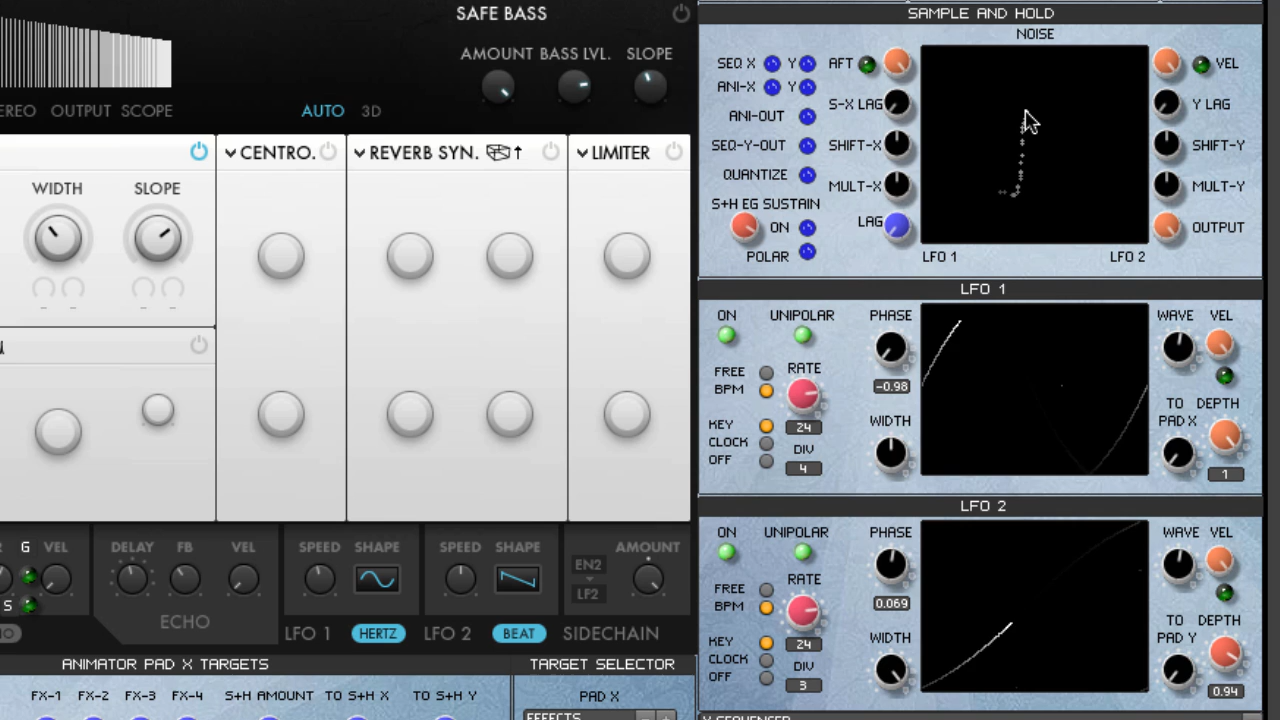 SAFE BASS
AMOUNT BASS LVL. SLOPE
OUTPUT SCOPE
AUTO 3D
CENTRO. REVERB SYN. LIMITER
WIDTH SLOPE
G VEL DELAY FB VEL SPEED SHAPE SPEED SHAPE EN2 AMOUNT
S LF2
ECHO
LFO 1 HERTZ LFO 2 BEAT SIDECHAIN
ANIMATOR PAD X TARGETS TARGET SELECTOR
FX-1 FX-2 FX-3 FX-4 S+H AMOUNT TO S+H X TO S+H Y PAD X
EFFECTS
SAMPLE AND HOLD
NOISE
SEQ X Y AFT VEL
ANI-X Y
S-X LAG Y LAG
ANI-OUT
SEQ-Y-OUT SHIFT-X SHIFT-Y
QUANTIZE
MULT-X MULT-Y
S+H EG SUSTAIN
ON LAG OUTPUT
POLAR
LFO 1 LFO 2
LFO 1
ON UNIPOLAR PHASE WAVE VEL
FREE RATE
BPM -0.98
TO DEPTH
KEY 24 WIDTH PAD X
CLOCK DIV
OFF 4 1
LFO 2
ON UNIPOLAR PHASE WAVE VEL
FREE RATE
BPM 0.069
TO DEPTH
KEY 24 WIDTH PAD Y
CLOCK DIV
OFF 3 0.94